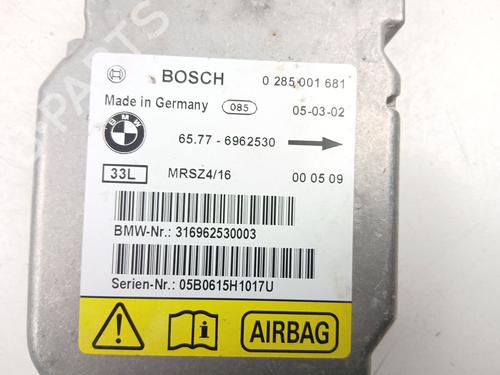 BOSCH 0 285 001 681
Made in Germany 085 05-03-02
BMW 65.77 - 6962530
33L MRSZ4/16 00 05 09
BMW-Nr.: 316962530003
Serien-Nr.: 05B0615H1017U
AIRBAG